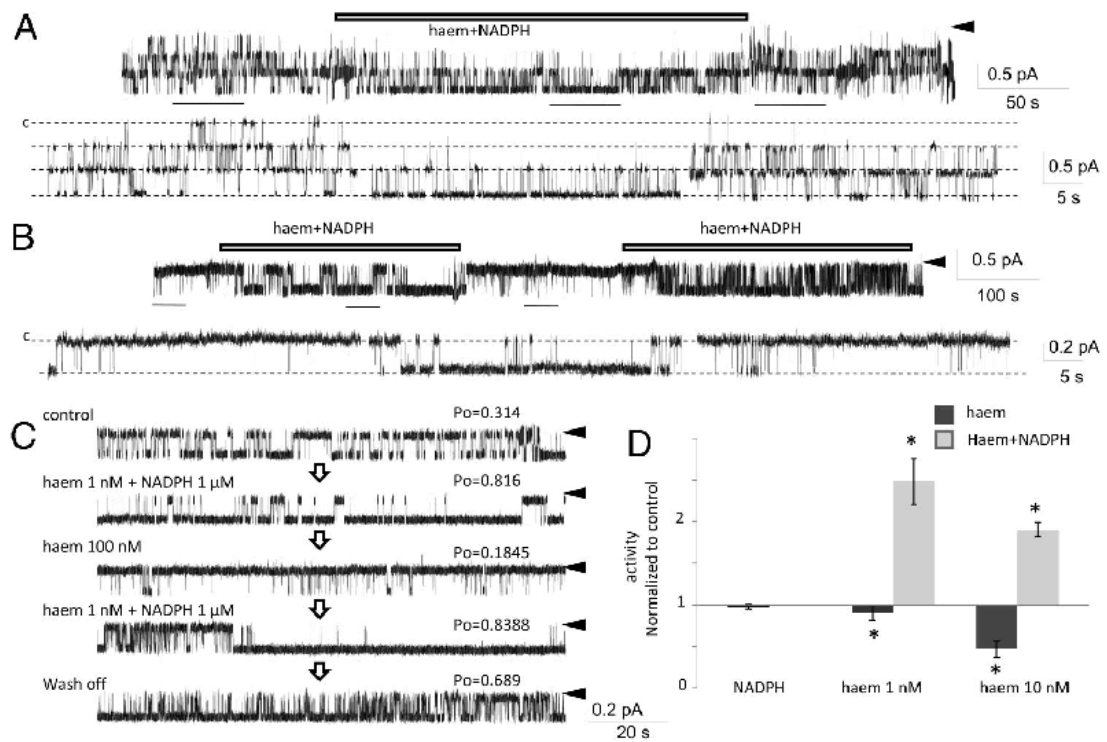 A
haem+NADPH
0.5 pA
50 s
c
0.5 pA
5 s
B
haem+NADPH
haem+NADPH
0.5 pA
100 s
c
0.2 pA
5 s
C
control
Po=0.314
haem 1 nM + NADPH 1 µM
Po=0.816
haem 100 nM
Po=0.1845
haem 1 nM + NADPH 1 µM
Po=0.8388
Wash off
Po=0.689
0.2 pA
20 s
D
haem
Haem+NADPH
activity
Normalized to control
2
1
0
*
*
*
*
NADPH
haem 1 nM
haem 10 nM